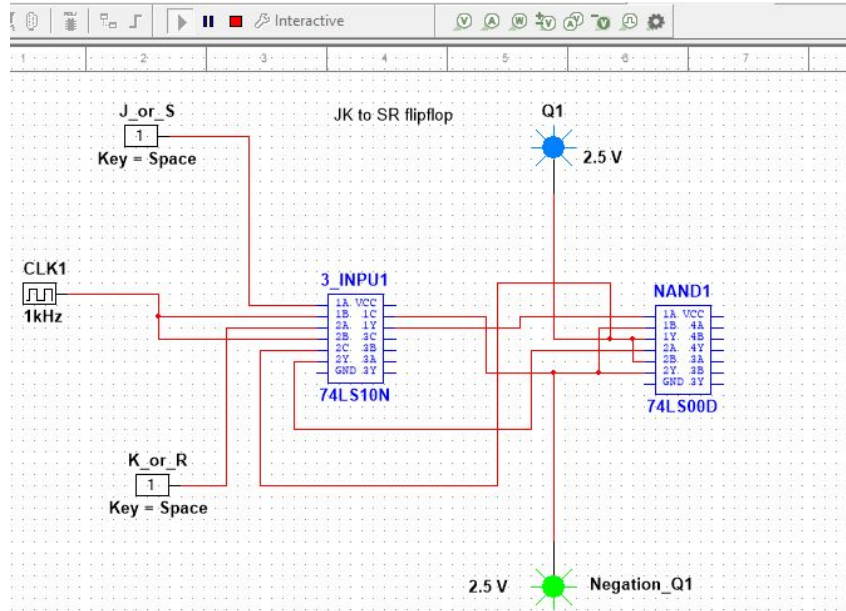 Interactive
1 2 3 4 5 6 7
J_or_S
1
Key = Space
JK to SR flipflop
Q1
2.5 V
CLK1
1kHz
3_INPU1
1A VCC
1B 1C
2A 1Y
2B 3C
2C 3B
2Y 3A
GND 3Y
74LS10N
NAND1
1A VCC
1B 4A
1Y 4B
2A 4Y
2B 3A
2Y 3B
GND 3Y
74LS00D
K_or_R
1
Key = Space
2.5 V
Negation_Q1